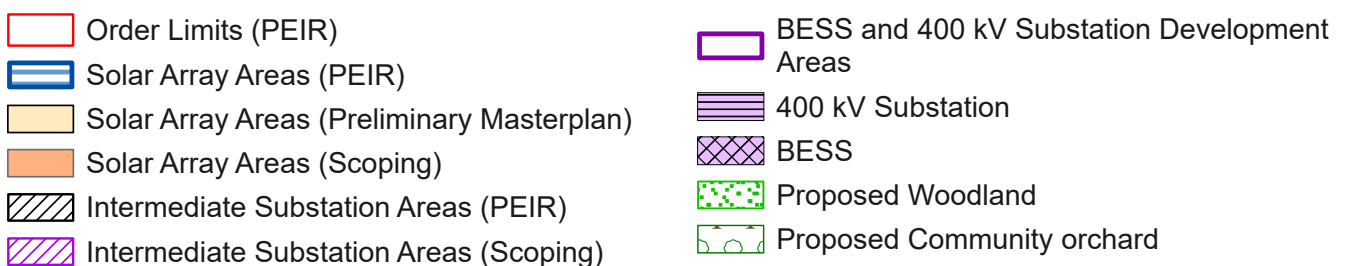 Order Limits (PEIR)
Solar Array Areas (PEIR)
Solar Array Areas (Preliminary Masterplan)
Solar Array Areas (Scoping)
Intermediate Substation Areas (PEIR)
Intermediate Substation Areas (Scoping)
BESS and 400 kV Substation Development
Areas
400 kV Substation
BESS
Proposed Woodland
Proposed Community orchard